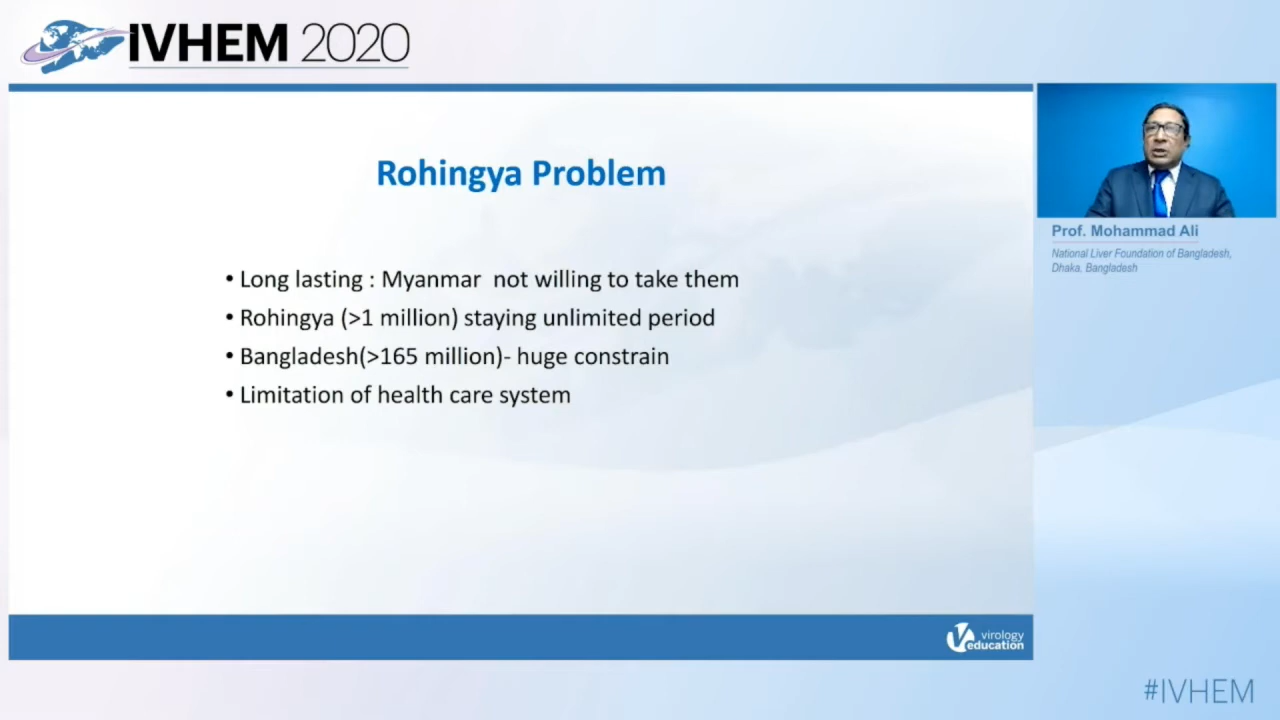 IVHEM 2020
Rohingya Problem
• Long lasting : Myanmar  not willing to take them
• Rohingya (>1 million) staying unlimited period
• Bangladesh(>165 million)- huge constrain
• Limitation of health care system
Prof. Mohammad Ali
National Liver Foundation of Bangladesh,
Dhaka, Bangladesh
virology
education
#IVHEM